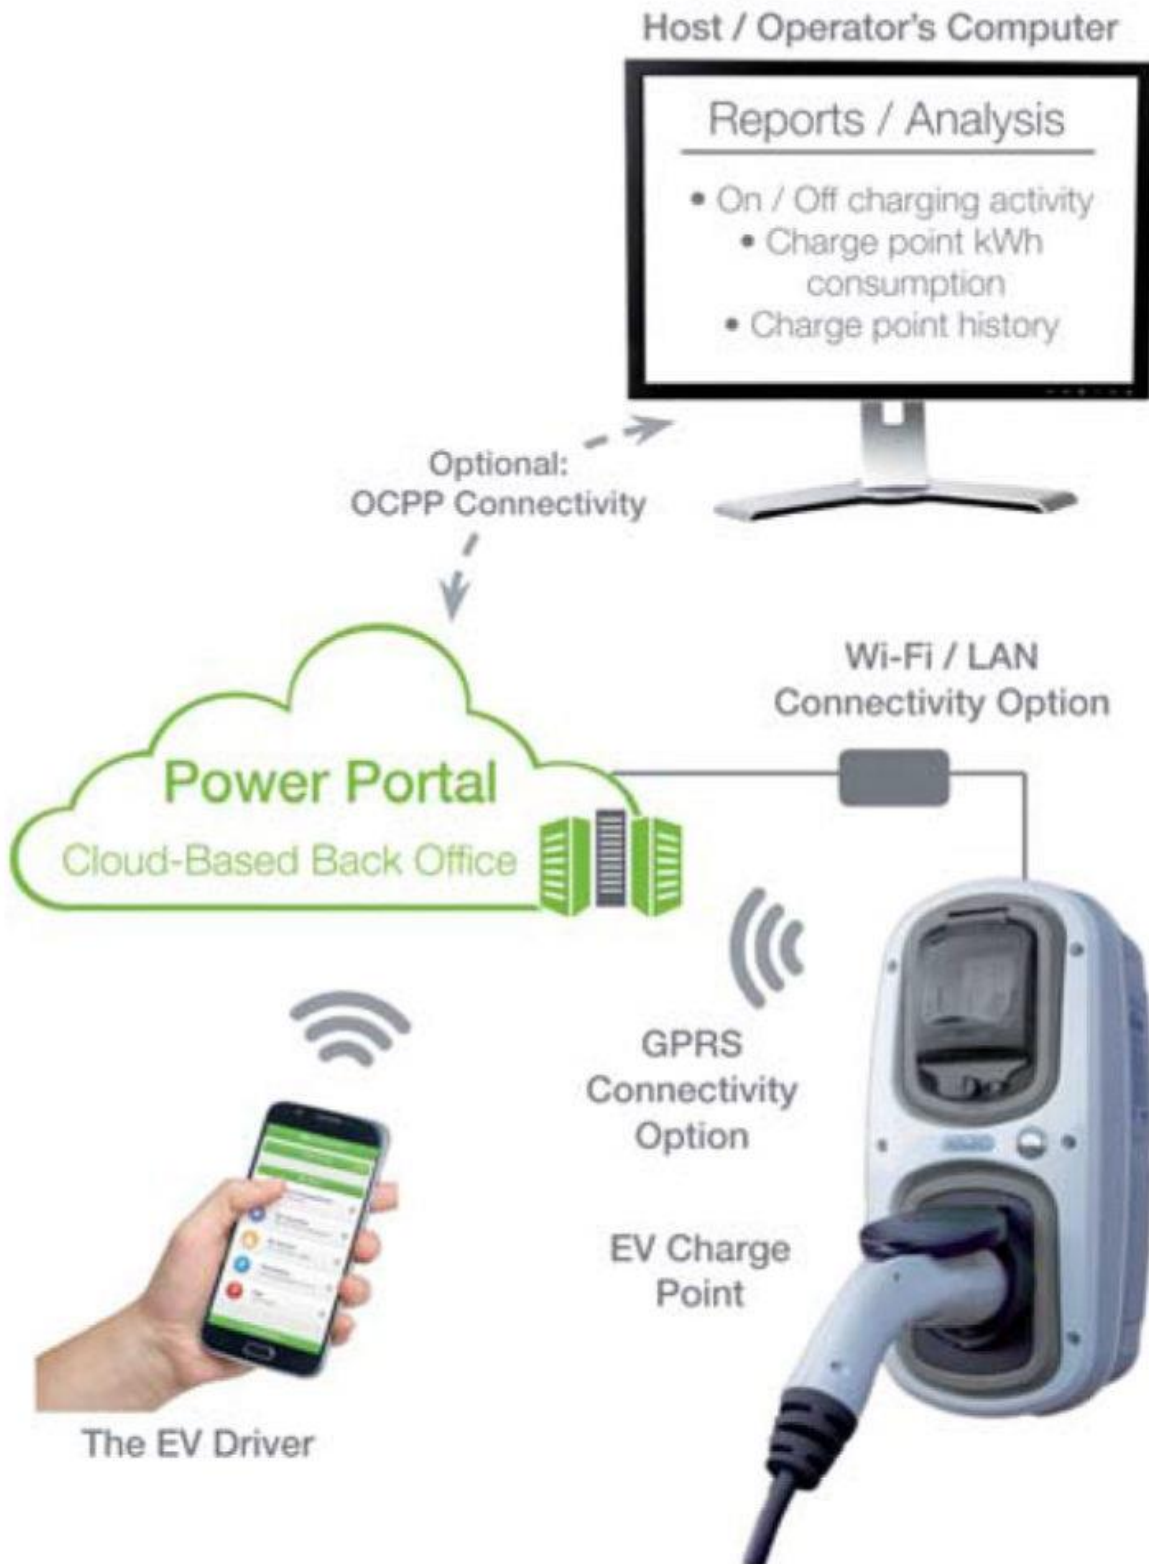 Host / Operator's Computer
Reports / Analysis
• On / Off charging activity
• Charge point kWh
consumption
• Charge point history
Optional:
OCPP Connectivity
Wi-Fi / LAN
Connectivity Option
Power Portal
Cloud-Based Back Office
GPRS
Connectivity
Option
EV Charge
Point
The EV Driver